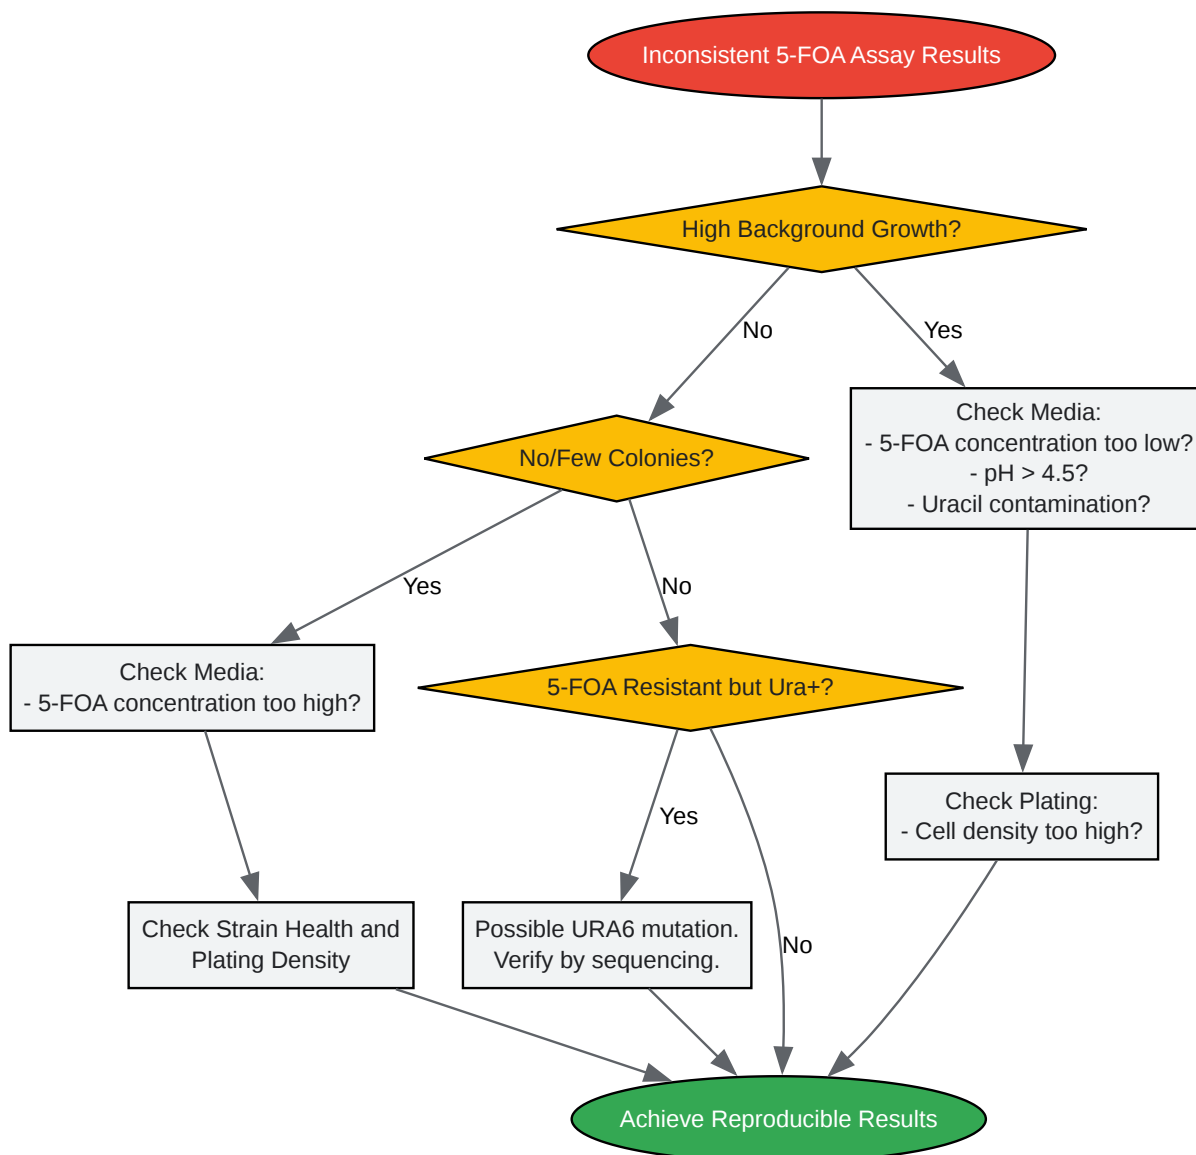 Inconsistent 5-FOA Assay Results
High Background Growth?
No
Yes
Check Media:
- 5-FOA concentration too low?
- pH > 4.5?
- Uracil contamination?
No/Few Colonies?
Yes
No
Check Media:
- 5-FOA concentration too high?
5-FOA Resistant but Ura+?
Check Plating:
- Cell density too high?
Yes
No
Check Strain Health and
Plating Density
Possible URA6 mutation.
Verify by sequencing.
Achieve Reproducible Results